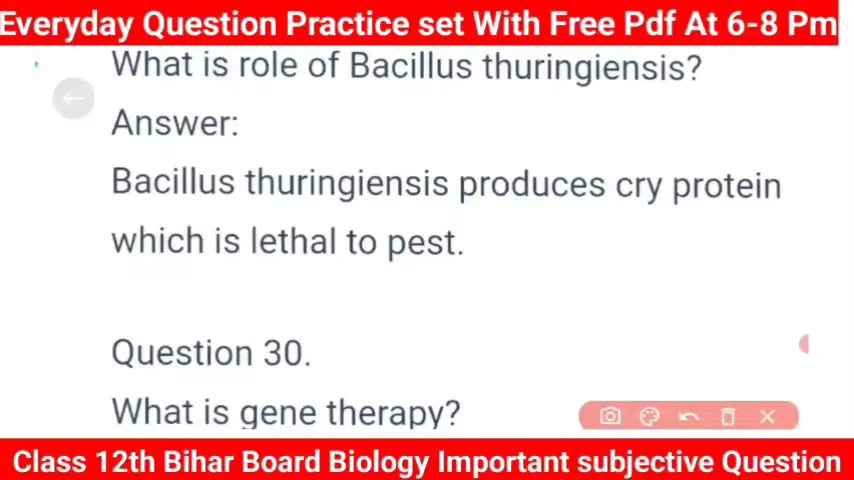 Everyday Question Practice set With Free Pdf At 6-8 Pm
What is role of Bacillus thuringiensis?
Answer:
Bacillus thuringiensis produces cry protein
which is lethal to pest.
Question 30.
What is gene therapy?
Class 12th Bihar Board Biology Important subjective Question